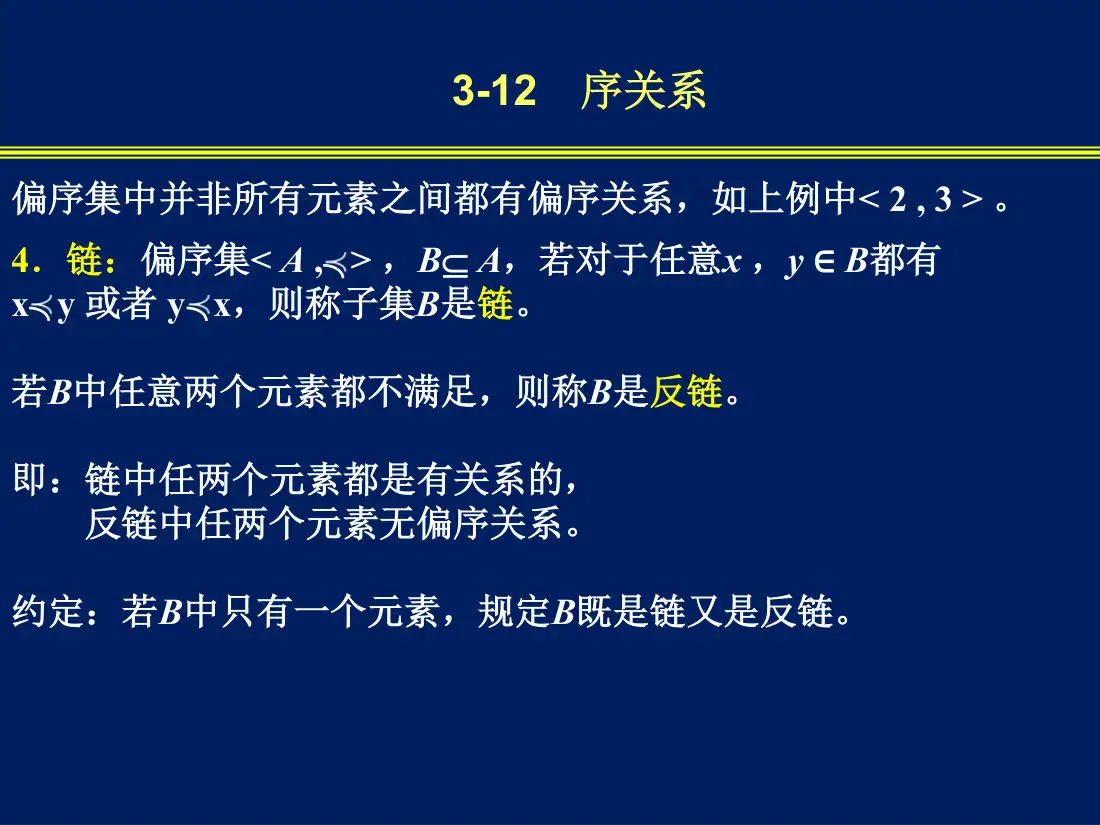 3-12 序关系
偏序集中并非所有元素之间都有偏序关系，如上例中< 2 , 3 > 。
4．链：偏序集< A ,≼> ，B⊆ A，若对于任意x ，y ∈ B都有
x≼y 或者 y≼x，则称子集B是链。
若B中任意两个元素都不满足，则称B是反链。
即：链中任两个元素都是有关系的，
反链中任两个元素无偏序关系。
约定：若B中只有一个元素，规定B既是链又是反链。